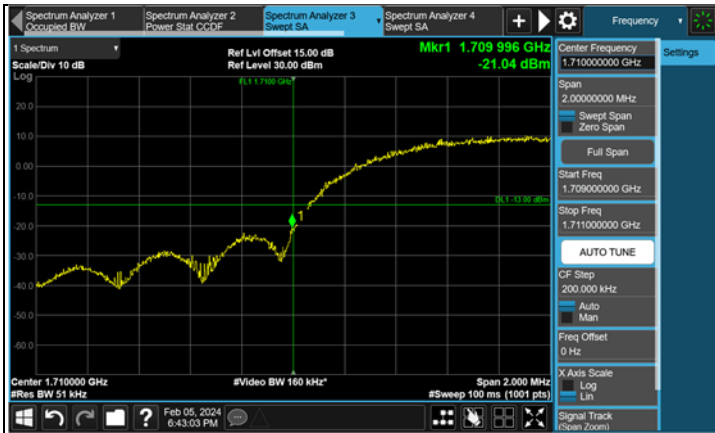 Spectrum Analyzer 1
Occupied BW
Spectrum Analyzer 2
Power Stat CCDF
Spectrum Analyzer 3
Swept SA
Spectrum Analyzer 4
Swept SA
+
Frequency
1 Spectrum
Scale/Div 10 dB
Log
Ref Lvl Offset 15.00 dB
Ref Level 30.00 dBm
Mkr1 1.709 996 GHz
-21.04 dBm
FL1 1.7100 GHz
20.0
10.0
0.00
-10.0
-20.0
-30.0
-40.0
-50.0
-60.0
DL1 -13.00 dBm
1
Center 1.710000 GHz
#Res BW 51 kHz
#Video BW 160 kHz*
Span 2.000 MHz
#Sweep 100 ms (1001 pts)
?
Feb 05, 2024
6:43:03 PM
Center Frequency
1.710000000 GHz
Span
2.00000000 MHz
Swept Span
Zero Span
Full Span
Start Freq
1.709000000 GHz
Stop Freq
1.711000000 GHz
AUTO TUNE
CF Step
200.000 kHz
Auto
Man
Freq Offset
0 Hz
X Axis Scale
Log
Lin
Signal Track
(Span Zoom)
Settings